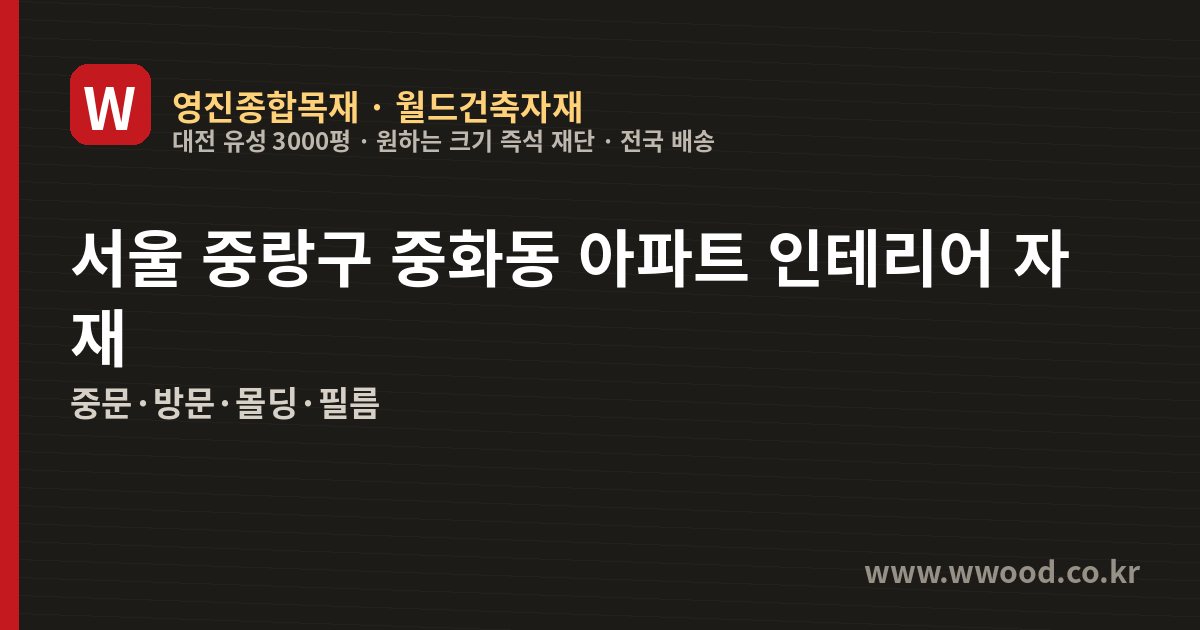 W
영진종합목재 · 월드건축자재
대전 유성 3000평 · 원하는 크기 즉석 재단 · 전국 배송
서울 중랑구 중화동 아파트 인테리어 자
재
중문·방문·몰딩·필름
www.wwood.co.kr